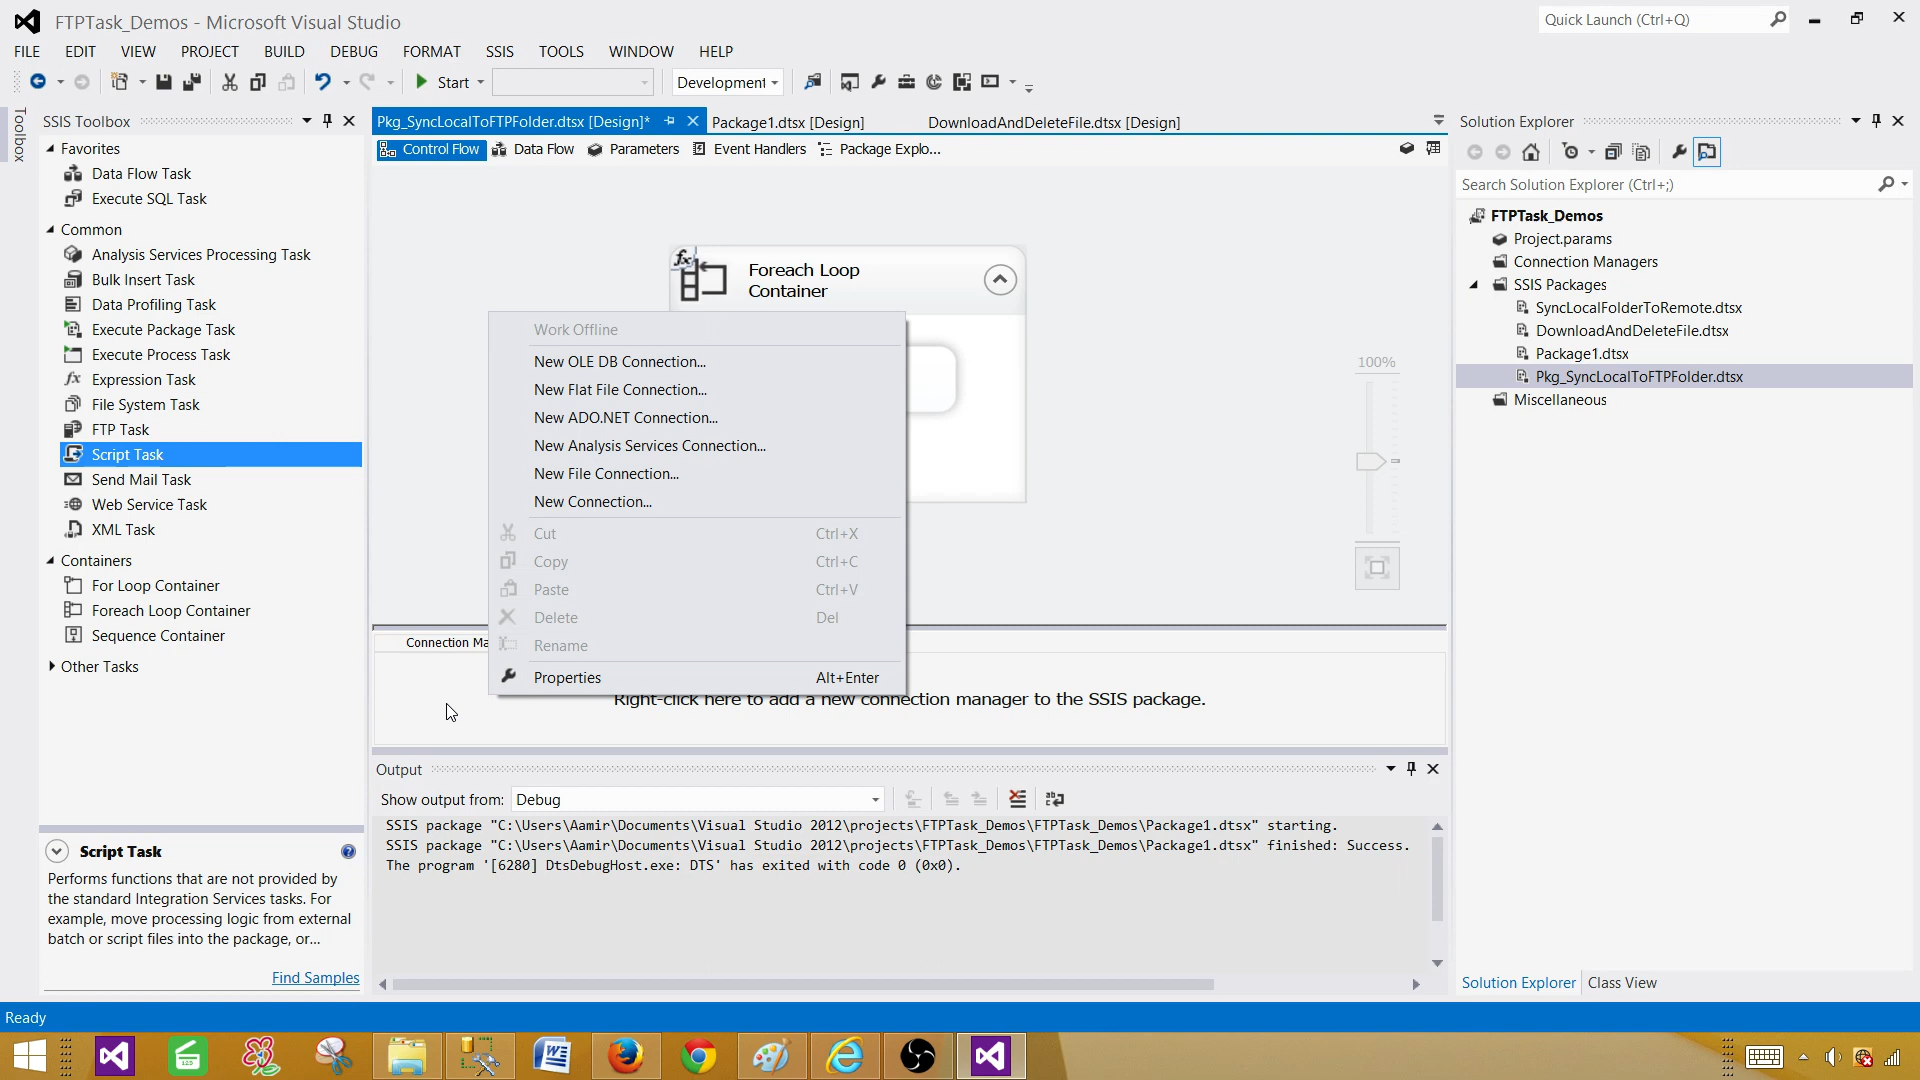 FTPTask_Demos - Microsoft Visual Studio
Quick Launch (Ctrl+Q)
FILE EDIT VIEW PROJECT BUILD DEBUG FORMAT SSIS TOOLS WINDOW HELP
Start
Development
Toolbox
SSIS Toolbox
Favorites
Data Flow Task
Execute SQL Task
Common
Analysis Services Processing Task
Bulk Insert Task
Data Profiling Task
Execute Package Task
Execute Process Task
Expression Task
File System Task
FTP Task
Script Task
Send Mail Task
Web Service Task
XML Task
Containers
For Loop Container
Foreach Loop Container
Sequence Container
Other Tasks
Script Task
Performs functions that are not provided by
the standard Integration Services tasks. For
example, move processing logic from external
batch or script files into the package, or...
Find Samples
Pkg_SyncLocalToFTPFolder.dtsx [Design]* Package1.dtsx [Design] DownloadAndDeleteFile.dtsx [Design]
Control Flow Data Flow Parameters Event Handlers Package Explo...
fx
Foreach Loop
Container
Work Offline
New OLE DB Connection...
New Flat File Connection...
New ADO.NET Connection...
New Analysis Services Connection...
New File Connection...
New Connection...
Cut Ctrl+X
Copy Ctrl+C
Paste Ctrl+V
Delete Del
Rename
Properties Alt+Enter
100%
Connection Ma
Right-click here to add a new connection manager to the SSIS package.
Output
Show output from: Debug
SSIS package "C:\Users\Aamir\Documents\Visual Studio 2012\projects\FTPTask_Demos\FTPTask_Demos\Package1.dtsx" starting.
SSIS package "C:\Users\Aamir\Documents\Visual Studio 2012\projects\FTPTask_Demos\FTPTask_Demos\Package1.dtsx" finished: Success.
The program '[6280] DtsDebugHost.exe: DTS' has exited with code 0 (0x0).
Solution Explorer
Search Solution Explorer (Ctrl+;)
FTPTask_Demos
Project.params
Connection Managers
SSIS Packages
SyncLocalFolderToRemote.dtsx
DownloadAndDeleteFile.dtsx
Package1.dtsx
Pkg_SyncLocalToFTPFolder.dtsx
Miscellaneous
Solution Explorer Class View
Ready